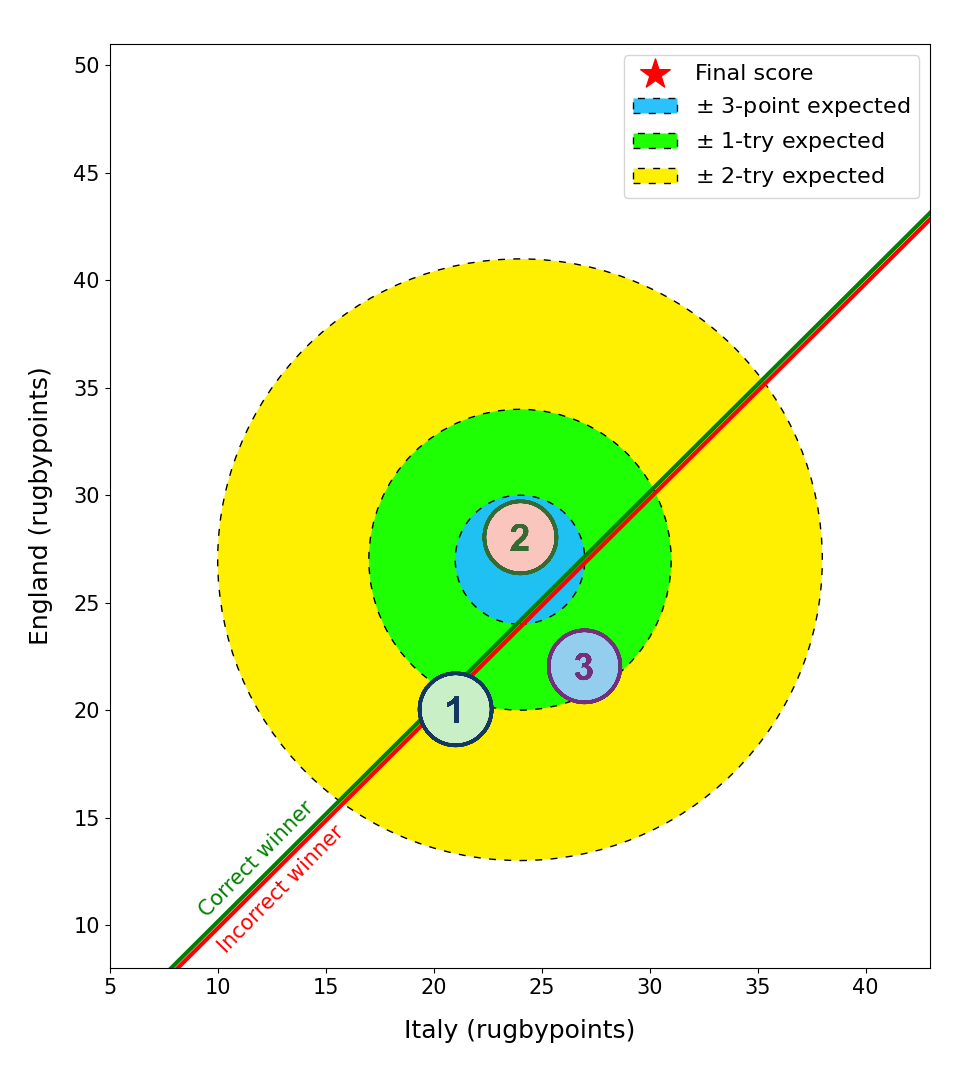 50
45
40
35
30
25
20
15
10
England (rugbypoints)
Final score
± 3-point expected
± 1-try expected
± 2-try expected
2
3
1
Correct winner
Incorrect winner
5
10
15
20
25
30
35
40
Italy (rugbypoints)